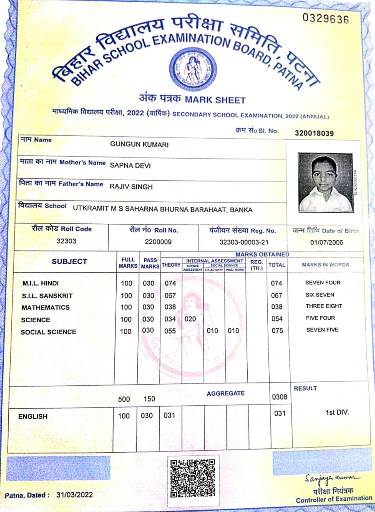 0329636
बिहार विद्यालय परीक्षा समिति, पटना
BIHAR SCHOOL EXAMINATION BOARD, PATNA
अंक पत्रक MARK SHEET
माध्यमिक विद्यालय परीक्षा, 2022 (वार्षिक) SECONDARY SCHOOL EXAMINATION, 2022 (ANNUAL)
क्रम सं० Sl. No. 320018039
नाम Name GUNGUN KUMARI
माता का नाम Mother's Name SAPNA DEVI
पिता का नाम Father's Name RAJIV SINGH
विद्यालय School UTKRAMIT M S SAHARNA BHURNA BARAHAAT, BANKA
रौल कोड Roll Code रौल नं० Roll No. पंजीयन संख्या Reg. No. जन्म तिथि Date of Birth
32303 2200009 32303-00003-21 01/07/2006
MARKS OBTAINED
SUBJECT FULL MARKS PASS MARKS THEORY INTERNAL ASSESSMENT REG. (TH.) TOTAL MARKS IN WORDS
M.I.L. HINDI 100 030 074 074 SEVEN FOUR
S.I.L. SANSKRIT 100 030 067 067 SIX SEVEN
MATHEMATICS 100 030 038 038 THREE EIGHT
SCIENCE 100 030 034 020 054 FIVE FOUR
SOCIAL SCIENCE 100 030 055 010 010 075 SEVEN FIVE
500 150 AGGREGATE 0308 RESULT
ENGLISH 100 030 031 031 1st DIV.
Sanjay Kumar
परीक्षा नियंत्रक
Patna, Dated : 31/03/2022 Controller of Examination